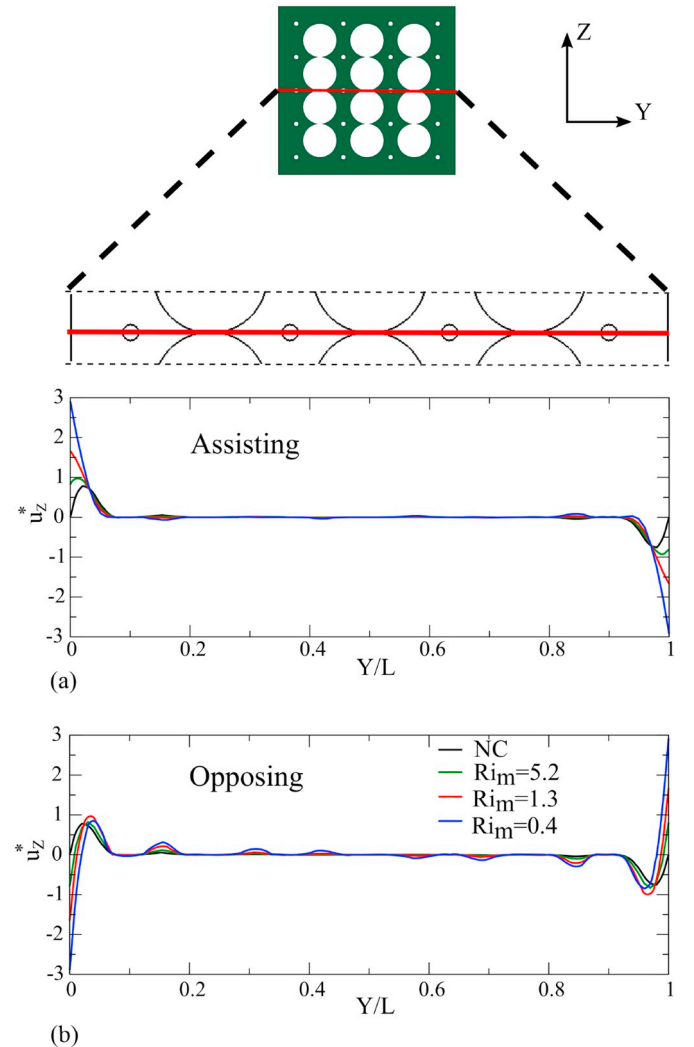 Z
Y
3
2
1
0
-1
-2
-3
Assisting
u*z
0
0.2
0.4
0.6
0.8
1
Y/L
(a)
3
2
1
0
-1
-2
-3
Opposing
NC
Rim=5.2
Rim=1.3
Rim=0.4
u*z
0
0.2
0.4
0.6
0.8
1
Y/L
(b)